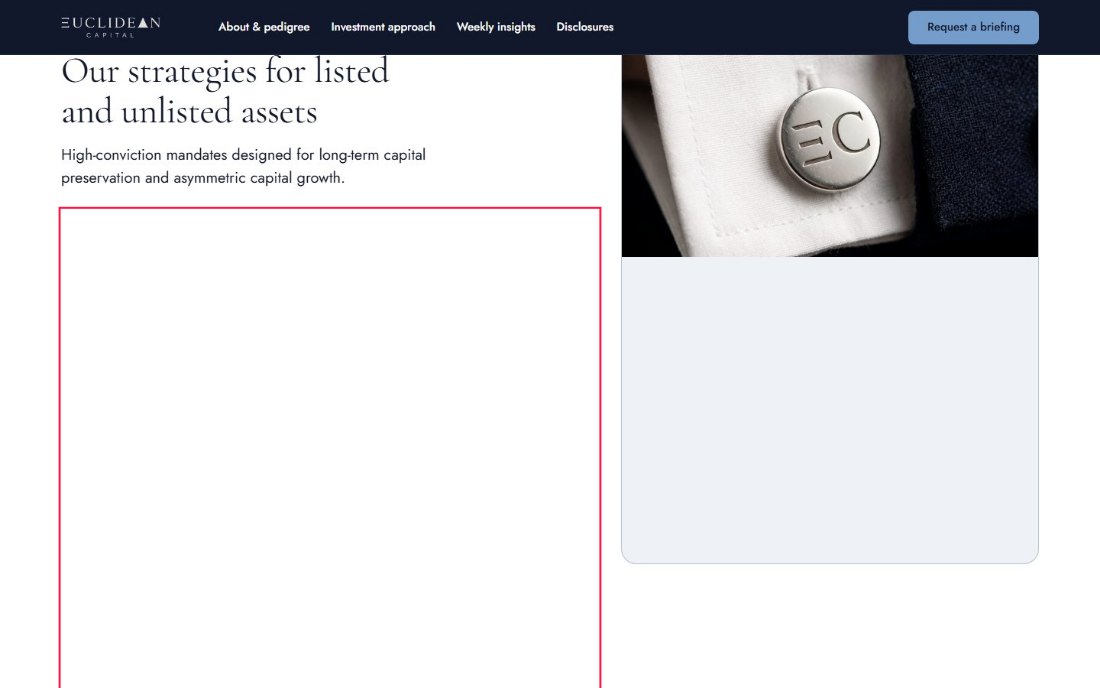 ΞUCLIDEAN
CAPITAL
About & pedigree
Investment approach
Weekly insights
Disclosures
Request a briefing
Our strategies for listed
and unlisted assets
High-conviction mandates designed for long-term capital
preservation and asymmetric capital growth.
ΞC